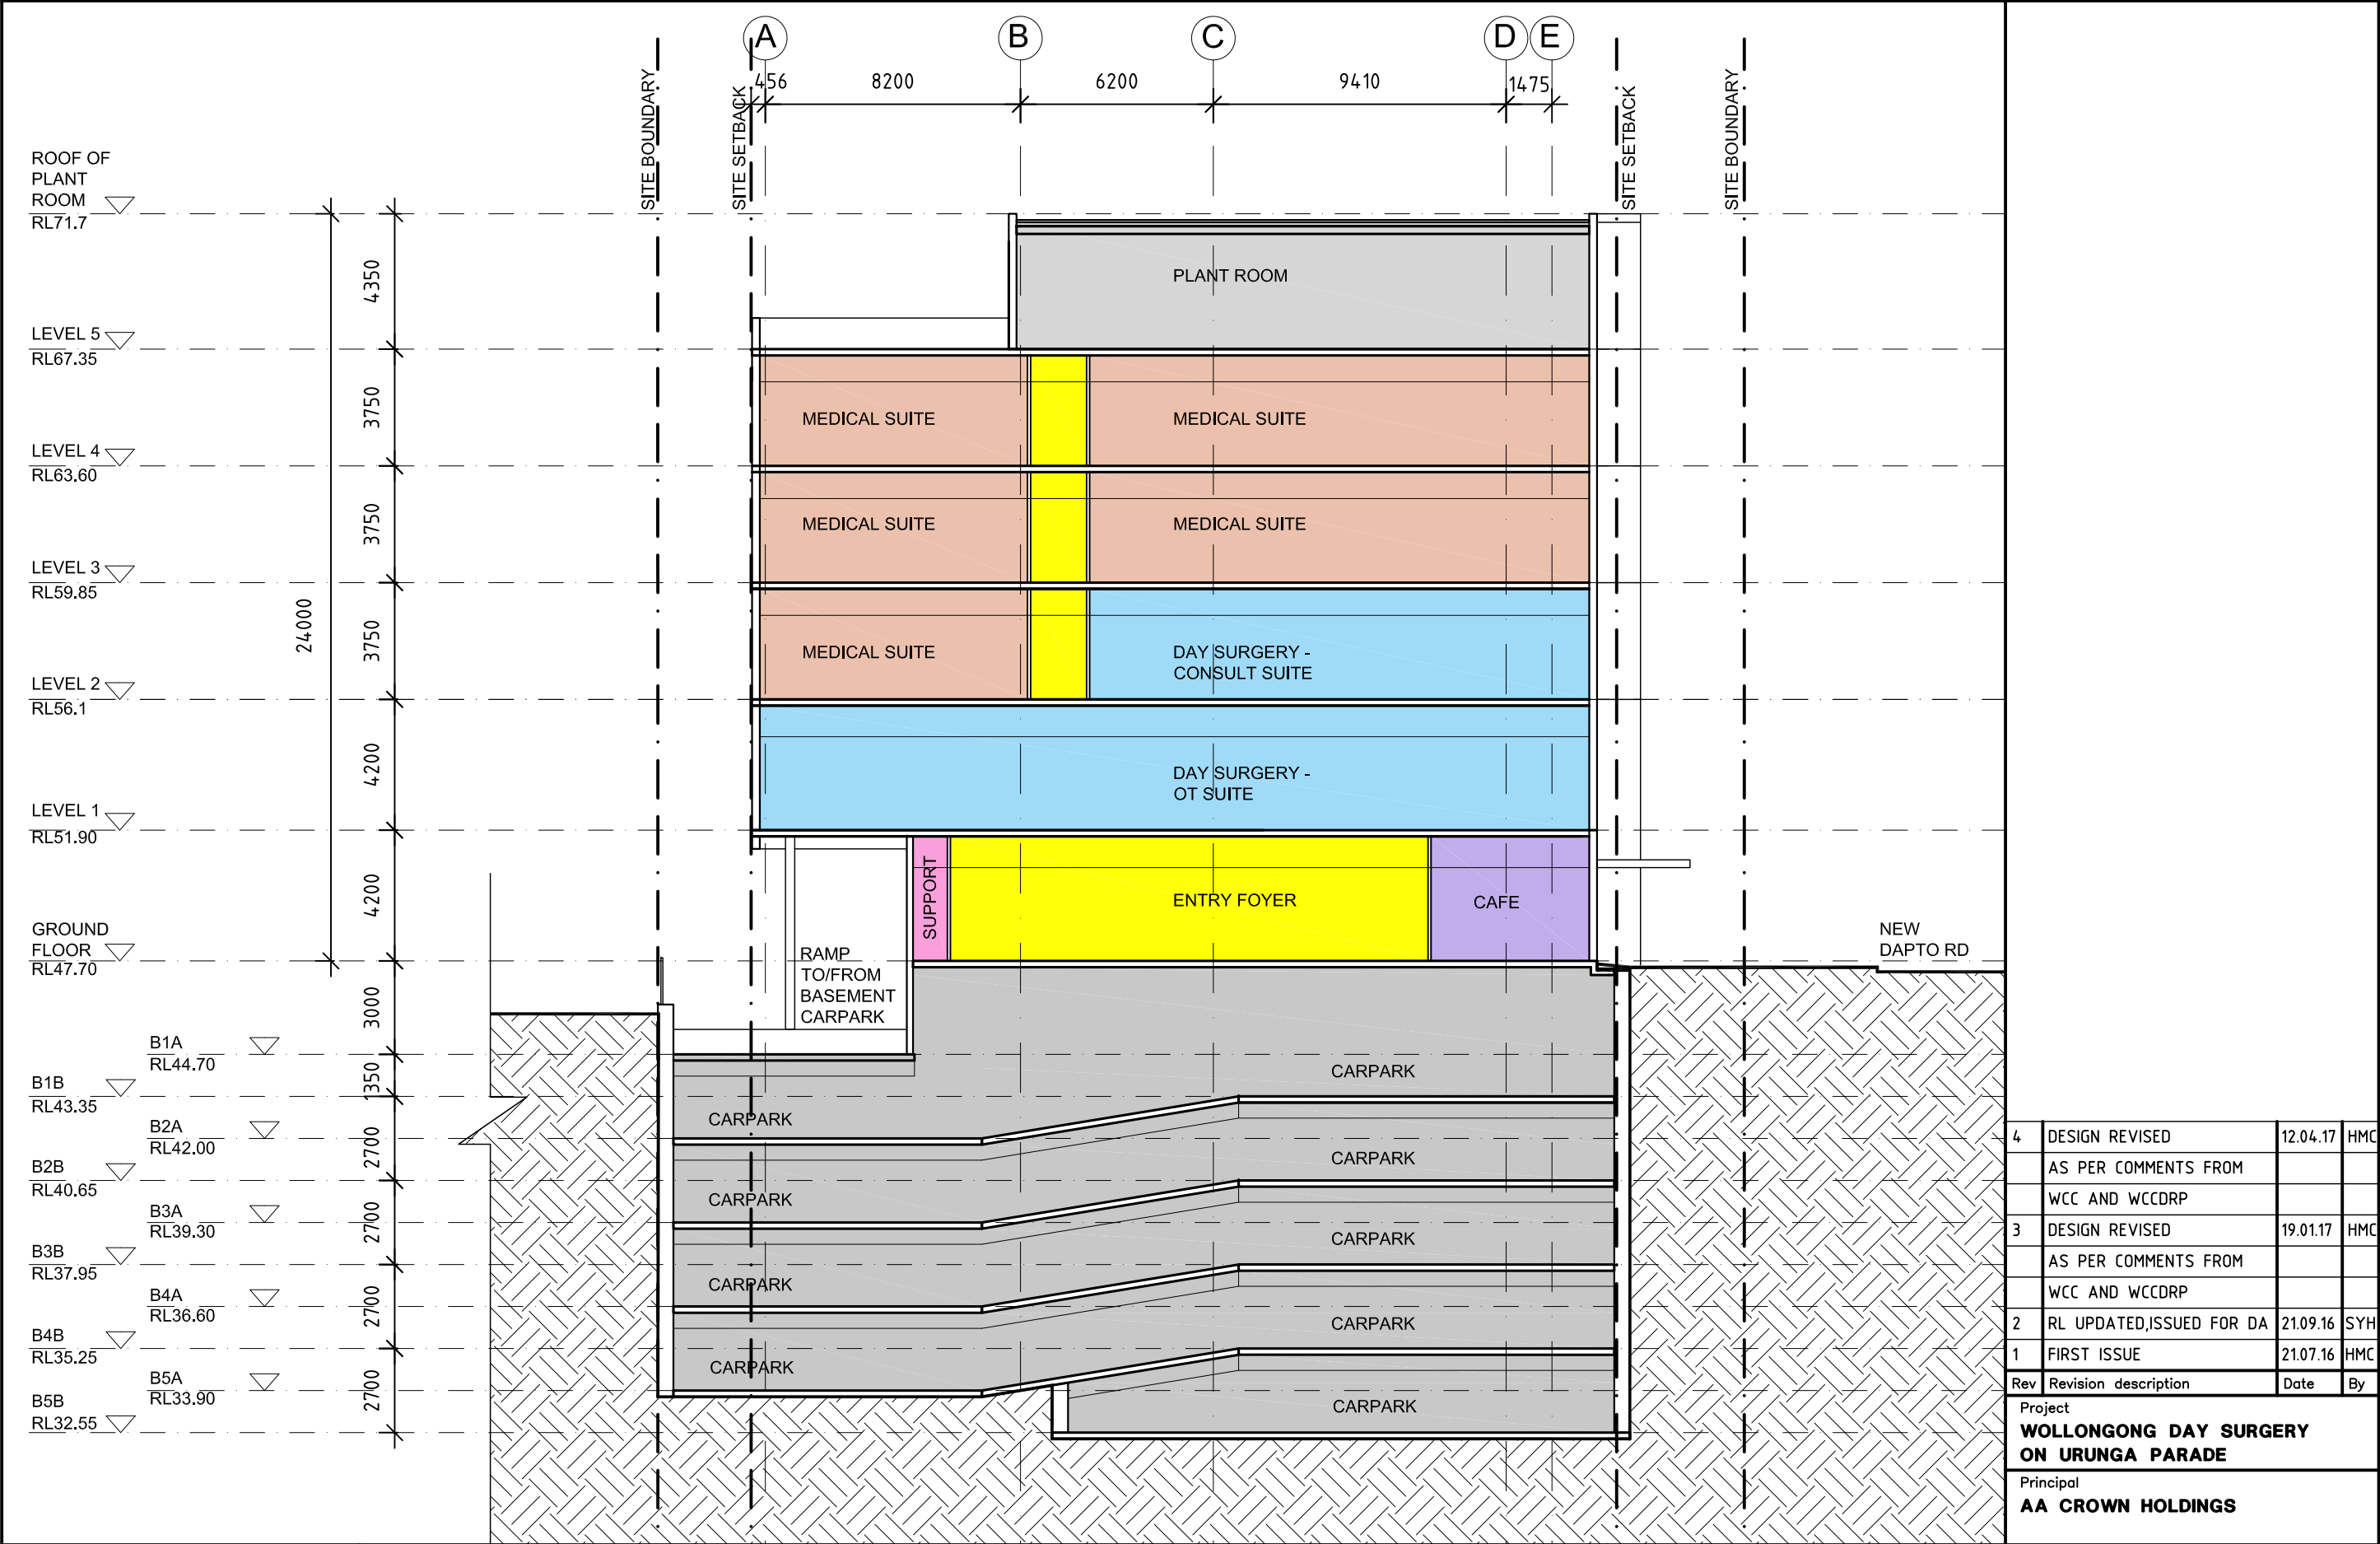 A
B
C
D
E
456
8200
6200
9410
1475
SITE BOUNDARY
SITE SETBACK
SITE SETBACK
SITE BOUNDARY
ROOF OF
PLANT
ROOM
RL71.7
4350
PLANT ROOM
LEVEL 5
RL67.35
3750
MEDICAL SUITE
MEDICAL SUITE
LEVEL 4
RL63.60
3750
MEDICAL SUITE
MEDICAL SUITE
LEVEL 3
RL59.85
24000
3750
MEDICAL SUITE
DAY SURGERY -
CONSULT SUITE
LEVEL 2
RL56.1
4200
DAY SURGERY -
OT SUITE
LEVEL 1
RL51.90
4200
SUPPORT
ENTRY FOYER
CAFE
GROUND
FLOOR
RL47.70
RAMP
TO/FROM
BASEMENT
CARPARK
NEW
DAPTO RD
3000
B1A
RL44.70
1350
B1B
RL43.35
CARPARK
CARPARK
B2A
RL42.00
2700
B2B
RL40.65
CARPARK
CARPARK
B3A
RL39.30
2700
B3B
RL37.95
CARPARK
CARPARK
B4A
RL36.60
2700
B4B
RL35.25
CARPARK
CARPARK
B5A
RL33.90
2700
B5B
RL32.55
CARPARK
4 DESIGN REVISED 12.04.17 HMC
AS PER COMMENTS FROM
WCC AND WCCDRP
3 DESIGN REVISED 19.01.17 HMC
AS PER COMMENTS FROM
WCC AND WCCDRP
2 RL UPDATED,ISSUED FOR DA 21.09.16 SYH
1 FIRST ISSUE 21.07.16 HMC
Rev Revision description Date By
Project
WOLLONGONG DAY SURGERY
ON URUNGA PARADE
Principal
AA CROWN HOLDINGS